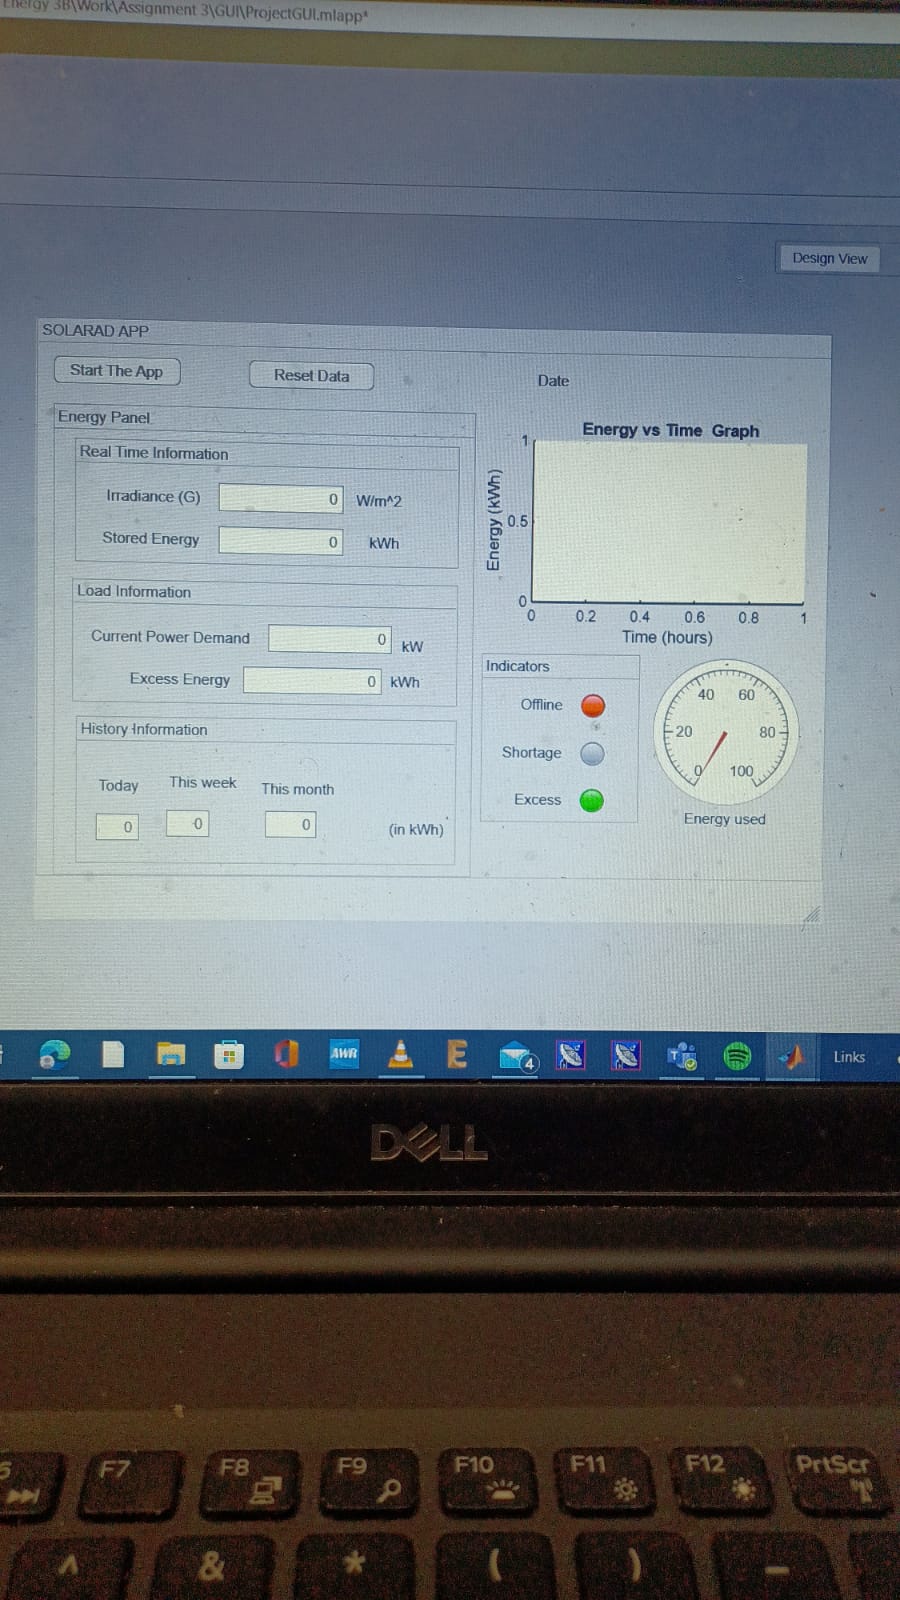 Energy 3B\Work\Assignment 3\GUI\ProjectGUI.mlapp*
Design View
SOLARAD APP
Start The App
Reset Data
Date
Energy Panel
Real Time Information
Irradiance (G) 0 W/m^2
Stored Energy 0 kWh
Load Information
Current Power Demand 0 kW
Excess Energy 0 kWh
History Information
Today This week This month
0 0 0 (in kWh)
Energy vs Time Graph
Energy (kWh)
1
0.5
0
0 0.2 0.4 0.6 0.8 1
Time (hours)
Indicators
Offline
Shortage
Excess
0 20 40 60 80 100
Energy used
AWR
E
4
T
Links
DELL
F7 F8 F9 F10 F11 F12 PrtScr
^ & * ( ) -